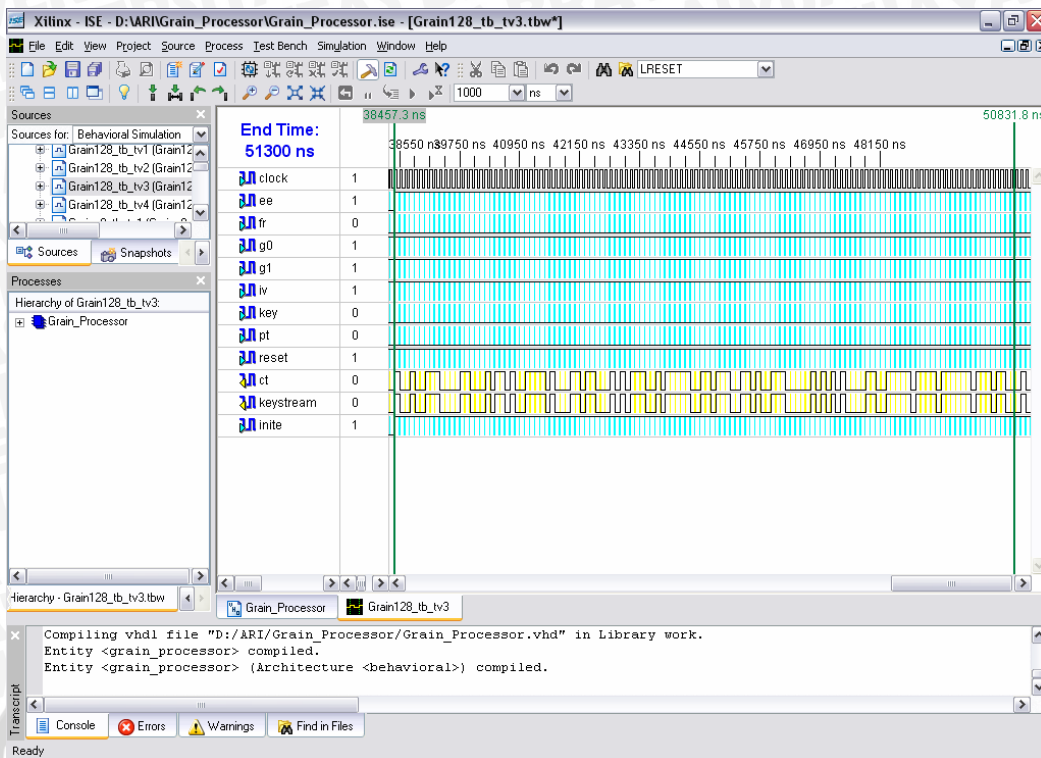 Xilinx - ISE - D:\ARI\Grain_Processor\Grain_Processor.ise - [Grain128_tb_tv3.tbw*]
File Edit View Project Source Process Test Bench Simulation Window Help
LRESET
1000 ns
Sources
Sources for: Behavioral Simulation
Grain128_tb_tv1 (Grain12
Grain128_tb_tv2 (Grain12
Grain128_tb_tv3 (Grain12
Grain128_tb_tv4 (Grain12
Sources Snapshots
Processes
Hierarchy of Grain128_tb_tv3:
Grain_Processor
Hierarchy - Grain128_tb_tv3.tbw
End Time:
51300 ns
38457.3 ns 50831.8 ns
38550 ns 39750 ns 40950 ns 42150 ns 43350 ns 44550 ns 45750 ns 46950 ns 48150 ns
clock 1
ee 1
fr 0
g0 1
g1 1
iv 1
key 0
pt 0
reset 1
ct 0
keystream 0
inite 1
Grain_Processor Grain128_tb_tv3
Compiling vhdl file "D:/ARI/Grain_Processor/Grain_Processor.vhd" in Library work.
Entity <grain_processor> compiled.
Entity <grain_processor> (Architecture <behavioral>) compiled.
Transcript
Console Errors Warnings Find in Files
Ready